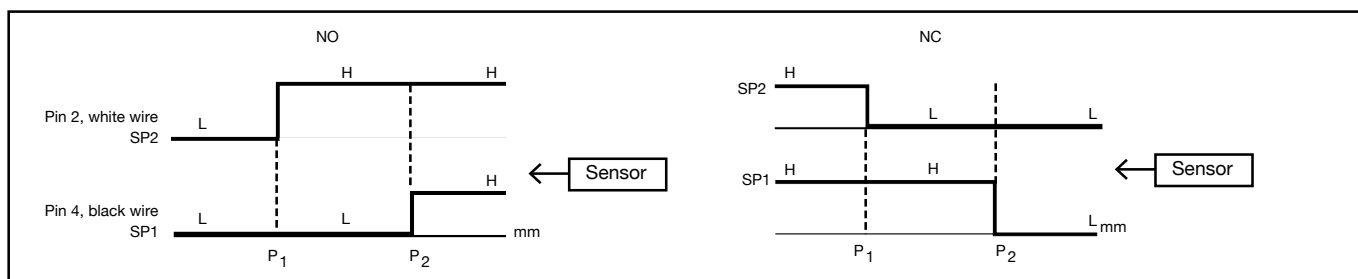 NO
H H
Pin 2, white wire
SP2
L
Sensor
H
Pin 4, black wire
SP1
L L
mm
P1 P2
NC
H
SP2
L L
Sensor
H H
SP1
L mm
P1 P2